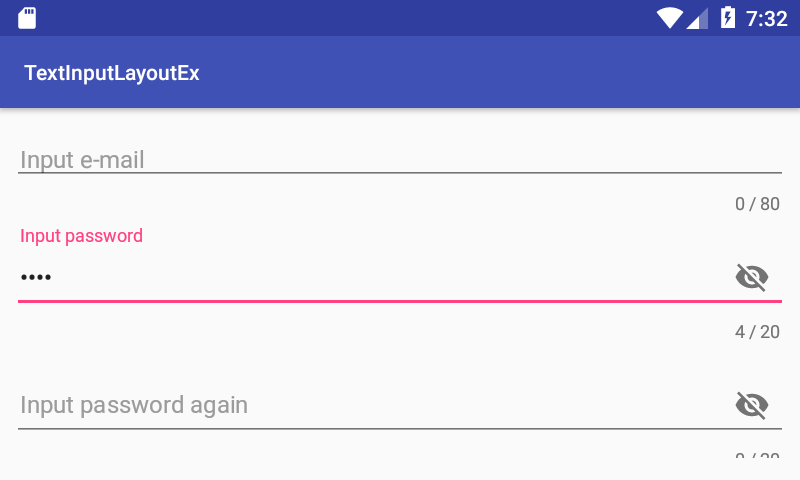 7:32
TextInputLayoutEx
Input e-mail
0 / 80
Input password
••••
4 / 20
Input password again